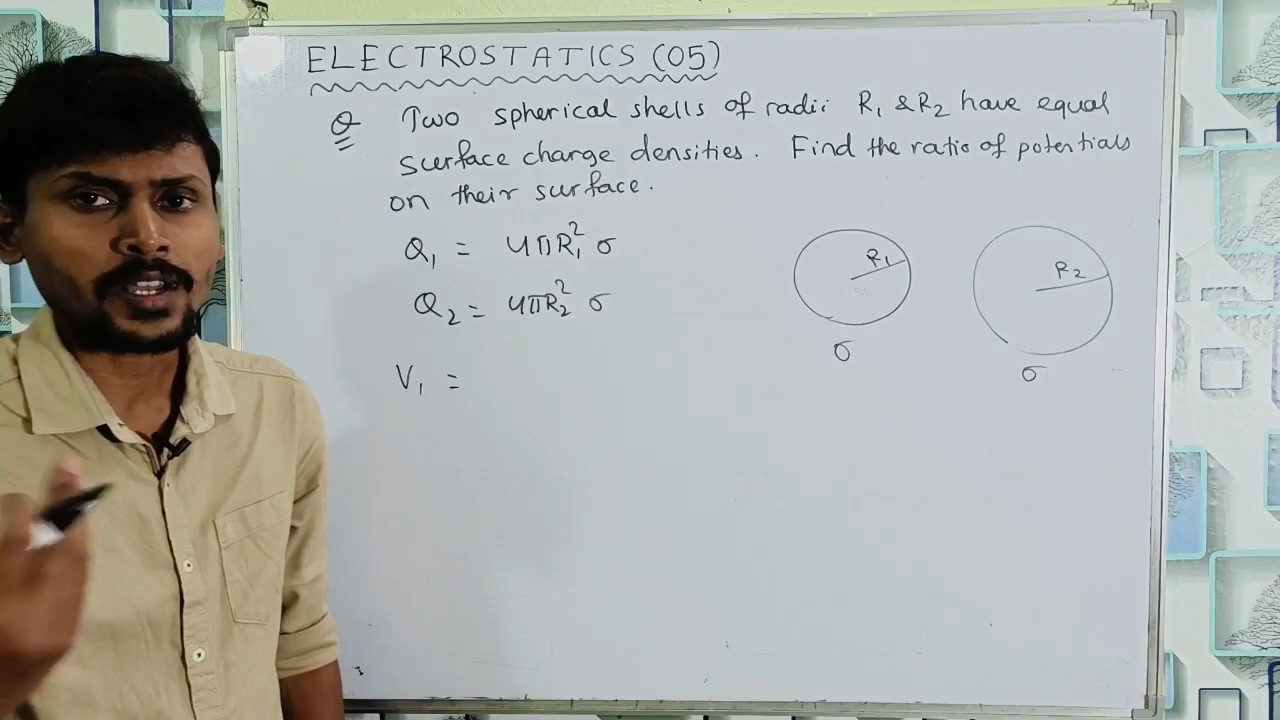 ELECTROSTATICS (05)
Q Two spherical shells of radii R₁ & R₂ have equal
surface charge densities. Find the ratio of potentials
on their surface.
Q₁ = 4πR₁² σ
Q₂ = 4πR₂² σ
V₁ =
R₁
σ
R₂
σ